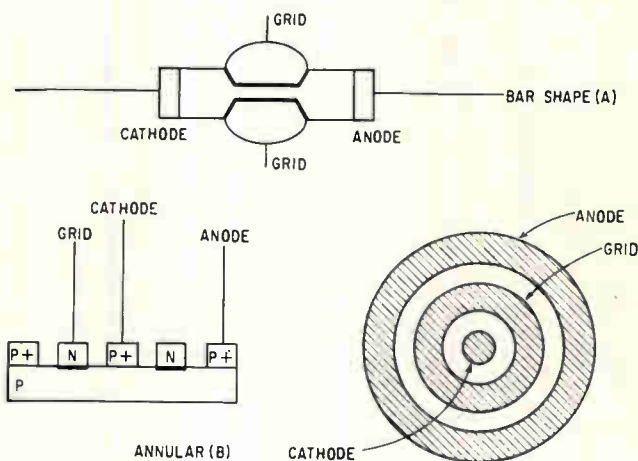 GRID
CATHODE
ANODE
BAR SHAPE (A)
GRID
CATHODE
GRID
ANODE
P+
N
P+
N
P+
P
ANNULAR (B)
ANODE
GRID
CATHODE